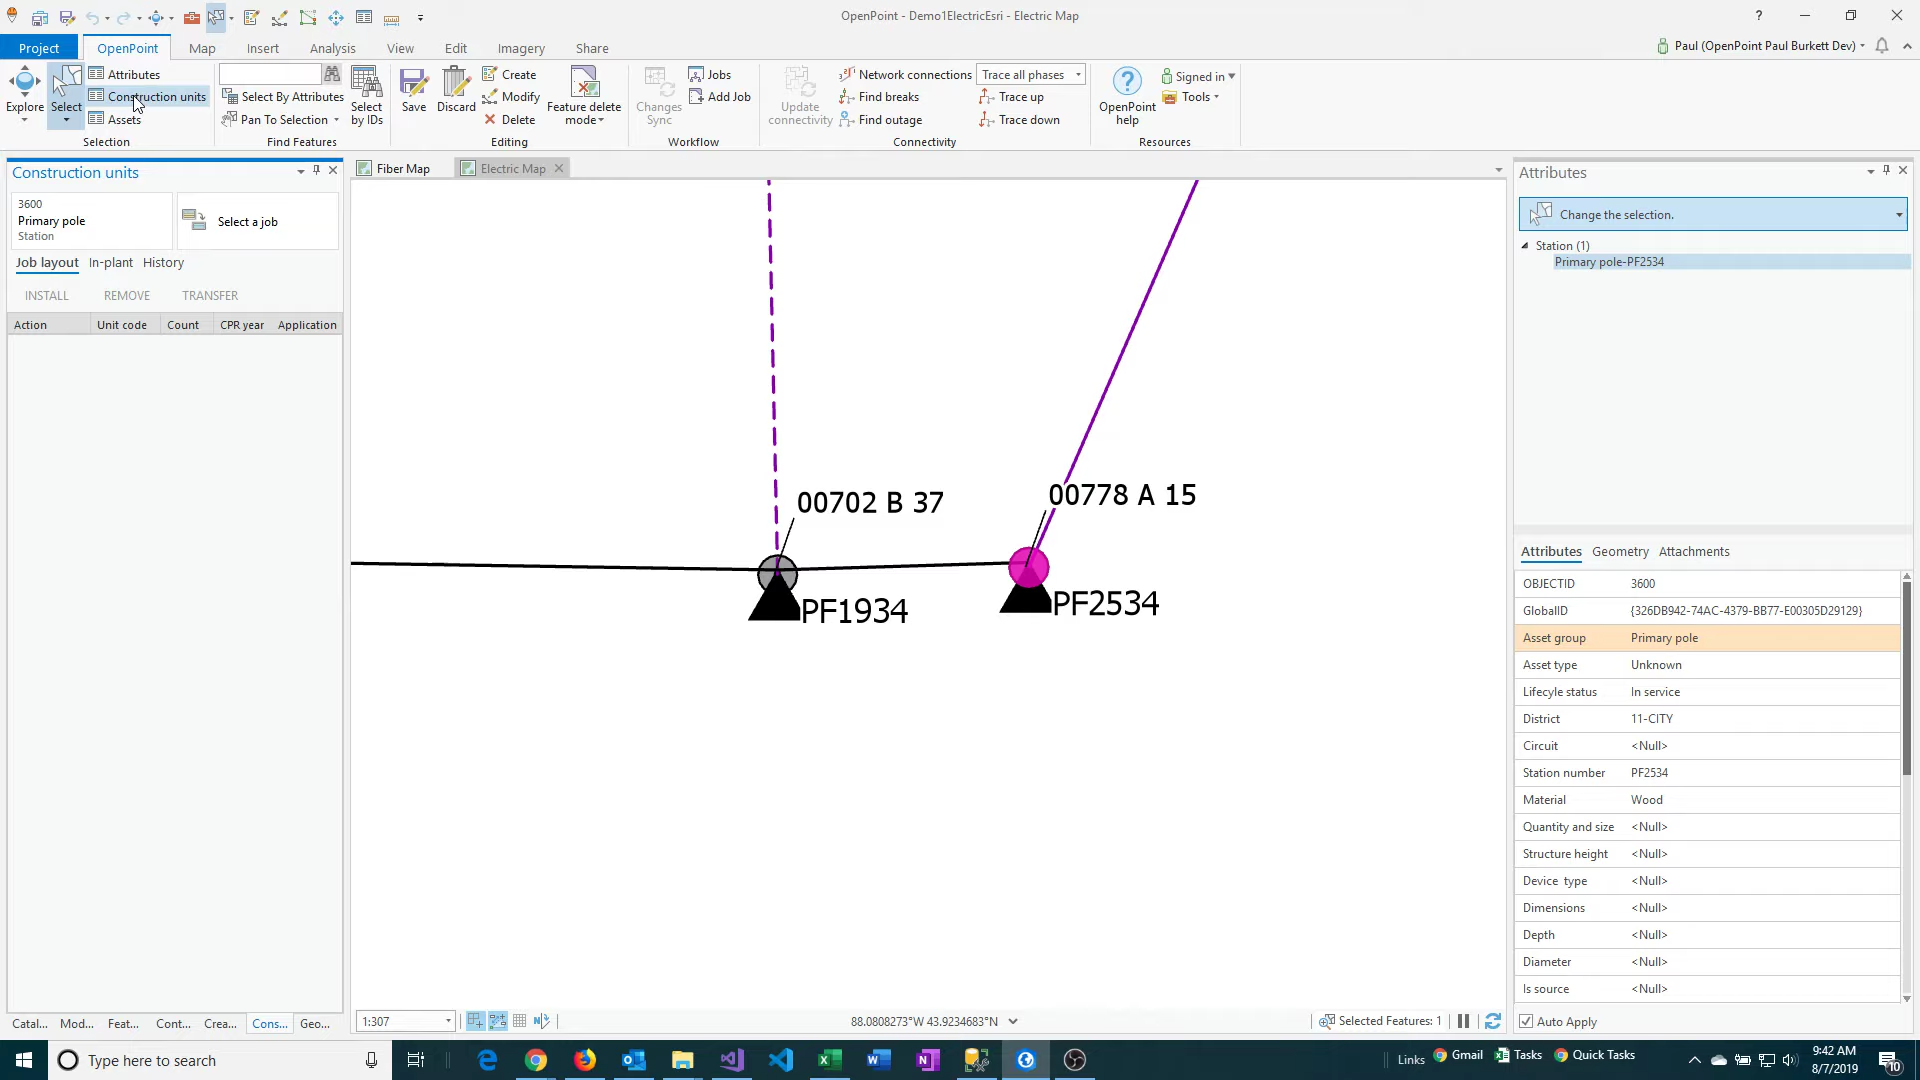 OpenPoint - Demo1ElectricEsri - Electric Map
?
Project OpenPoint Map Insert Analysis View Edit Imagery Share
Paul (OpenPoint Paul Burkett Dev)
Explore
Select
Attributes
Construction units
Assets
Selection
Select By Attributes
Pan To Selection
Select by IDs
Find Features
Save
Discard
Create
Modify
Delete
Feature delete mode
Editing
Changes Sync
Jobs
Add Job
Workflow
Update connectivity
Network connections
Find breaks
Find outage
Trace all phases
Trace up
Trace down
Connectivity
OpenPoint help
Signed in
Tools
Resources
Construction units
3600
Primary pole
Station
Select a job
Job layout In-plant History
INSTALL REMOVE TRANSFER
Action Unit code Count CPR year Application
Fiber Map
Electric Map
00702 B 37
00778 A 15
PF1934
PF2534
Attributes
Change the selection.
Station (1)
Primary pole-PF2534
Attributes Geometry Attachments
OBJECTID 3600
GlobalID {326DB942-74AC-4379-BB77-E00305D29129}
Asset group Primary pole
Asset type Unknown
Lifecyle status In service
District 11-CITY
Circuit <Null>
Station number PF2534
Material Wood
Quantity and size <Null>
Structure height <Null>
Device type <Null>
Dimensions <Null>
Depth <Null>
Diameter <Null>
Is source <Null>
Auto Apply
Catal... Mod... Feat... Cont... Crea... Cons... Geo...
1:307
88.0808273°W 43.9234683°N
Selected Features: 1
Type here to search
Links Gmail Tasks Quick Tasks
9:42 AM
8/7/2019
10